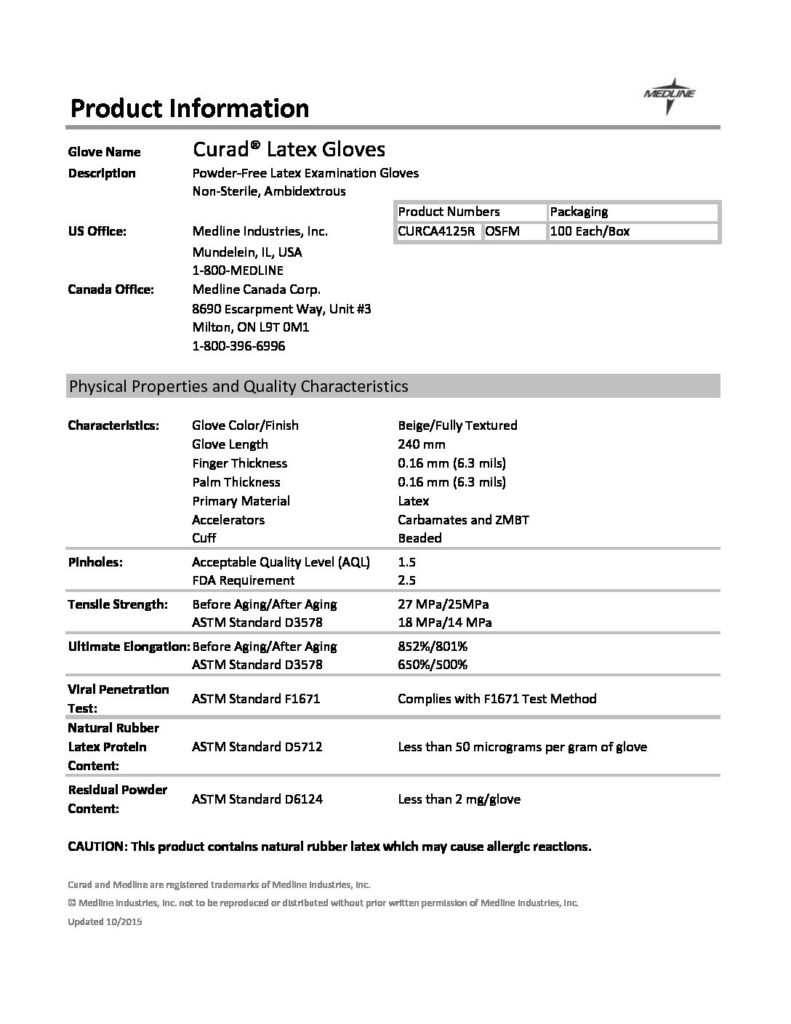 MEDLINE
Product Information
Glove Name Curad® Latex Gloves
Description Powder-Free Latex Examination Gloves
Non-Sterile, Ambidextrous
Product Numbers Packaging
US Office: Medline Industries, Inc. CURCA4125R OSFM 100 Each/Box
Mundelein, IL, USA
1-800-MEDLINE
Canada Office: Medline Canada Corp.
8690 Escarpment Way, Unit #3
Milton, ON L9T 0M1
1-800-396-6996
Physical Properties and Quality Characteristics
Characteristics: Glove Color/Finish Beige/Fully Textured
Glove Length 240 mm
Finger Thickness 0.16 mm (6.3 mils)
Palm Thickness 0.16 mm (6.3 mils)
Primary Material Latex
Accelerators Carbamates and ZMBT
Cuff Beaded
Pinholes: Acceptable Quality Level (AQL) 1.5
FDA Requirement 2.5
Tensile Strength: Before Aging/After Aging 27 MPa/25MPa
ASTM Standard D3578 18 MPa/14 MPa
Ultimate Elongation: Before Aging/After Aging 852%/801%
ASTM Standard D3578 650%/500%
Viral Penetration
Test: ASTM Standard F1671 Complies with F1671 Test Method
Natural Rubber
Latex Protein ASTM Standard D5712 Less than 50 micrograms per gram of glove
Content:
Residual Powder
Content: ASTM Standard D6124 Less than 2 mg/glove
CAUTION: This product contains natural rubber latex which may cause allergic reactions.
Curad and Medline are registered trademarks of Medline Industries, Inc.
© Medline Industries, Inc. not to be reproduced or distributed without prior written permission of Medline Industries, Inc.
Updated 10/2015